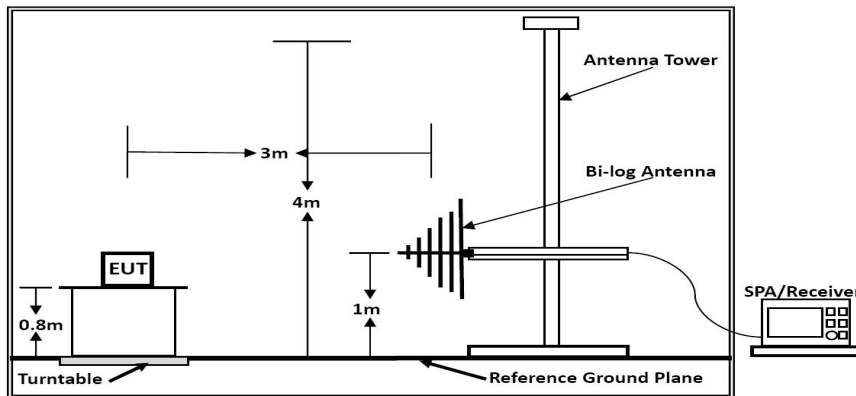 Antenna Tower
3m
Bi-log Antenna
4m
EUT
1m
SPA/Receiver
0.8m
Turntable
Reference Ground Plane